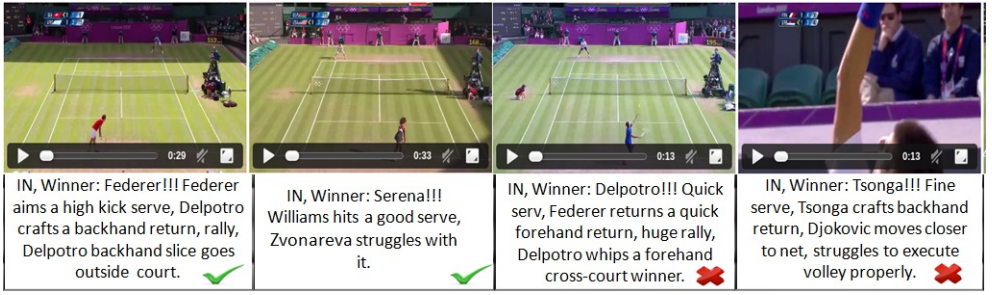 0:29
0:33
0:13
0:13
IN, Winner: Federer!!! Federer
aims a high kick serve, Delpotro
crafts a backhand return, rally,
Delpotro backhand slice goes
outside court.
IN, Winner: Serena!!!
Williams hits a good serve,
Zvonareva struggles with
it.
IN, Winner: Delpotro!!! Quick
serv, Federer returns a quick
forehand return, huge rally,
Delpotro whips a forehand
cross-court winner.
IN, Winner: Tsonga!!! Fine
serve, Tsonga crafts backhand
return, Djokovic moves closer
to net, struggles to execute
volley properly.